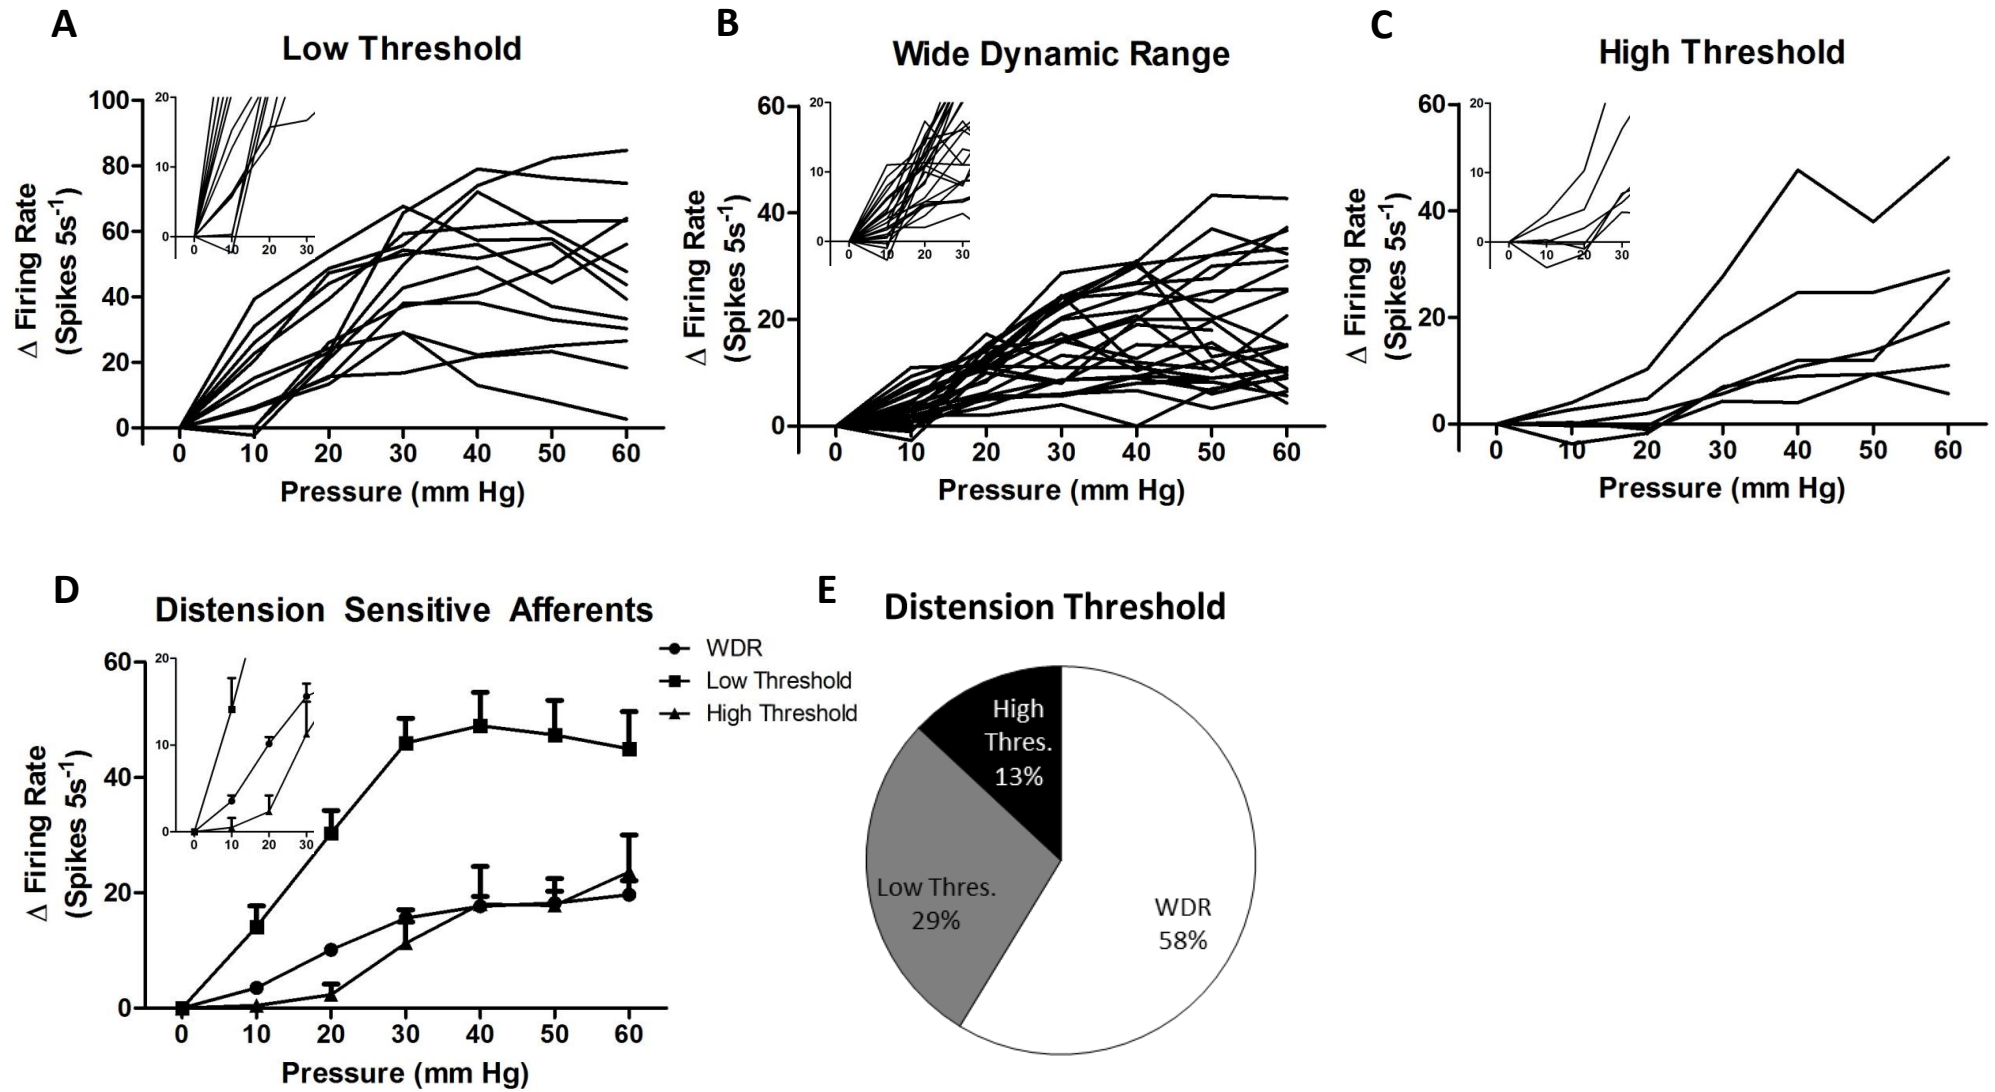 A
Low Threshold
100
80
60
40
20
0
Δ Firing Rate
(Spikes 5s-1)
20
10
0
0 10 20 30
0 10 20 30 40 50 60
Pressure (mm Hg)
B
Wide Dynamic Range
60
40
20
0
Δ Firing Rate
(Spikes 5s-1)
20
10
0
0 10 20 30
0 10 20 30 40 50 60
Pressure (mm Hg)
C
High Threshold
60
40
20
0
Δ Firing Rate
(Spikes 5s-1)
20
10
0
0 10 20 30
0 10 20 30 40 50 60
Pressure (mm Hg)
D
Distension Sensitive Afferents
WDR
Low Threshold
High Threshold
60
40
20
0
Δ Firing Rate
(Spikes 5s-1)
20
10
0
0 10 20 30
0 10 20 30 40 50 60
Pressure (mm Hg)
E
Distension Threshold
High
Thres.
13%
Low Thres.
29%
WDR
58%